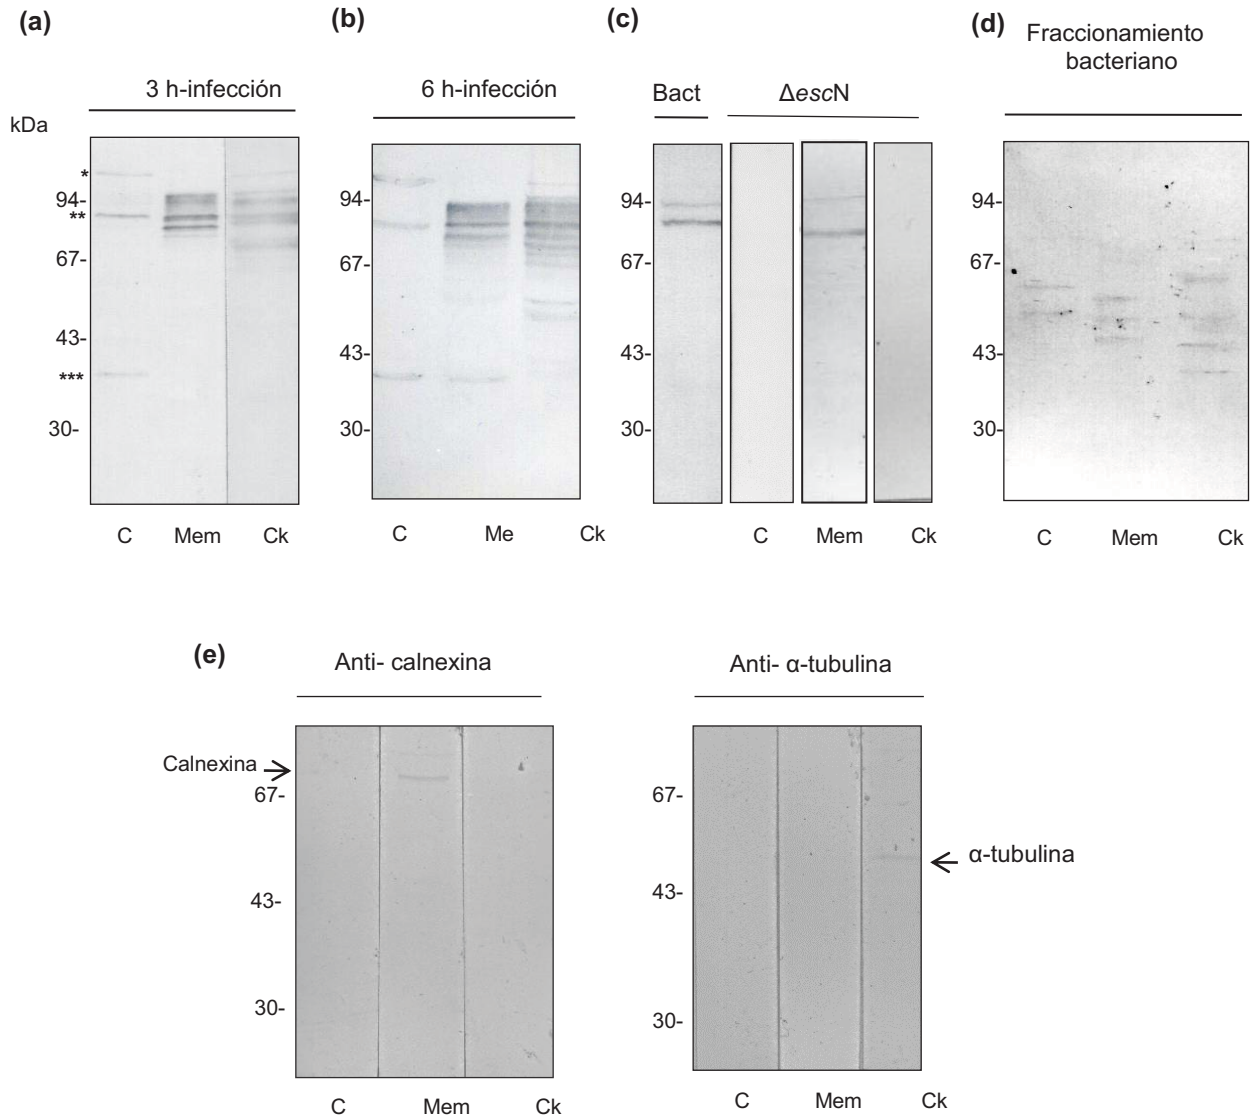 (a)
3 h-infección
kDa
*
94-
**
67-
43-
***
30-
C Mem Ck
(b)
6 h-infección
94-
67-
43-
30-
C Me Ck
(c)
Bact ΔescN
94-
67-
43-
30-
C Mem Ck
(d)
Fraccionamiento
bacteriano
94-
67-
43-
30-
C Mem Ck
(e)
Anti- calnexina
Calnexina
67-
43-
30-
C Mem Ck
Anti- α-tubulina
67-
α-tubulina
43-
30-
C Mem Ck